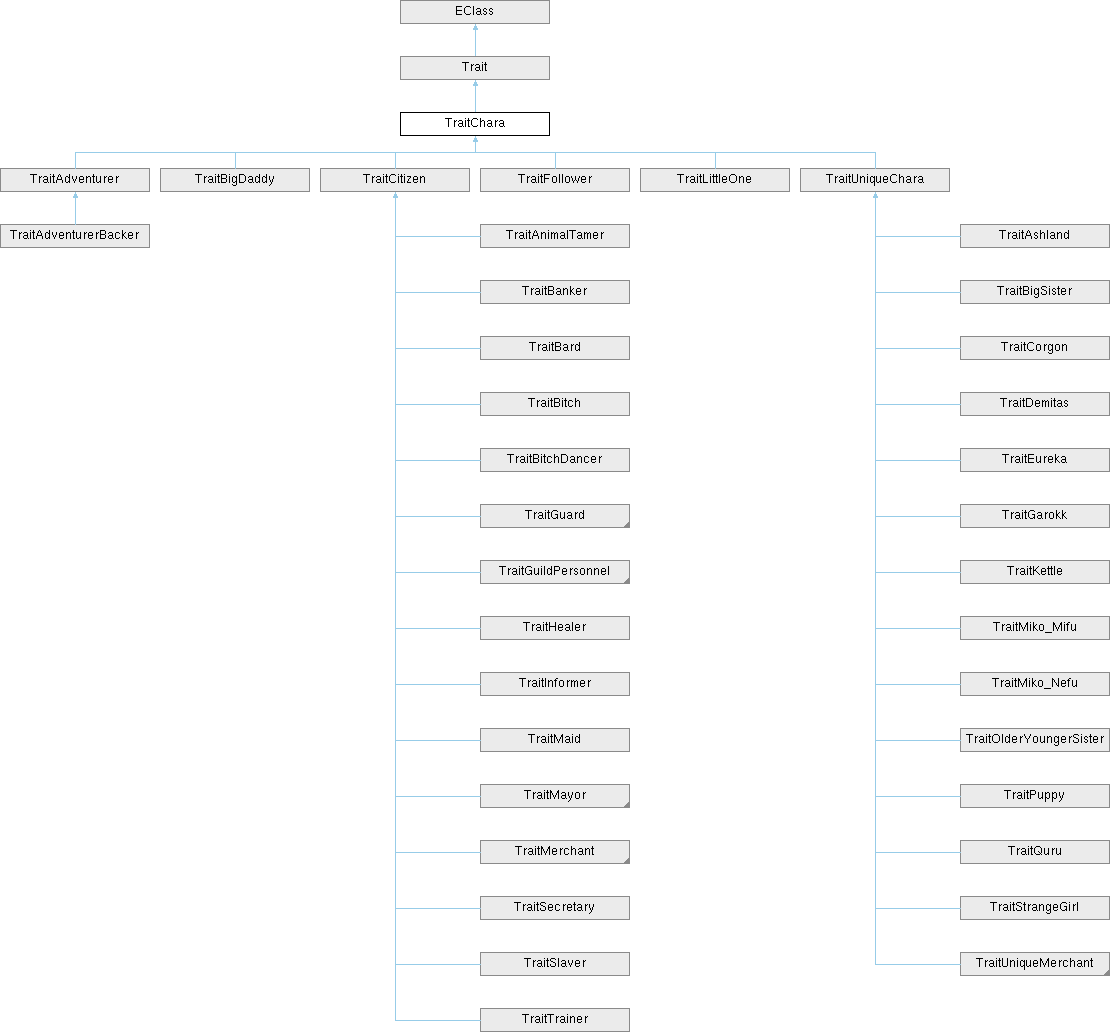 EClass
Trait
TraitChara
TraitAdventurer
TraitBigDaddy
TraitCitizen
TraitFollower
TraitLittleOne
TraitUniqueChara
TraitAdventurerBacker
TraitAnimalTamer
TraitBanker
TraitBard
TraitBitch
TraitBitchDancer
TraitGuard
TraitGuildPersonnel
TraitHealer
TraitInformer
TraitMaid
TraitMayor
TraitMerchant
TraitSecretary
TraitSlaver
TraitTrainer
TraitAshland
TraitBigSister
TraitCorgon
TraitDemitas
TraitEureka
TraitGarokk
TraitKettle
TraitMiko_Mifu
TraitMiko_Nefu
TraitOlderYoungerSister
TraitPuppy
TraitQuru
TraitStrangeGirl
TraitUniqueMerchant